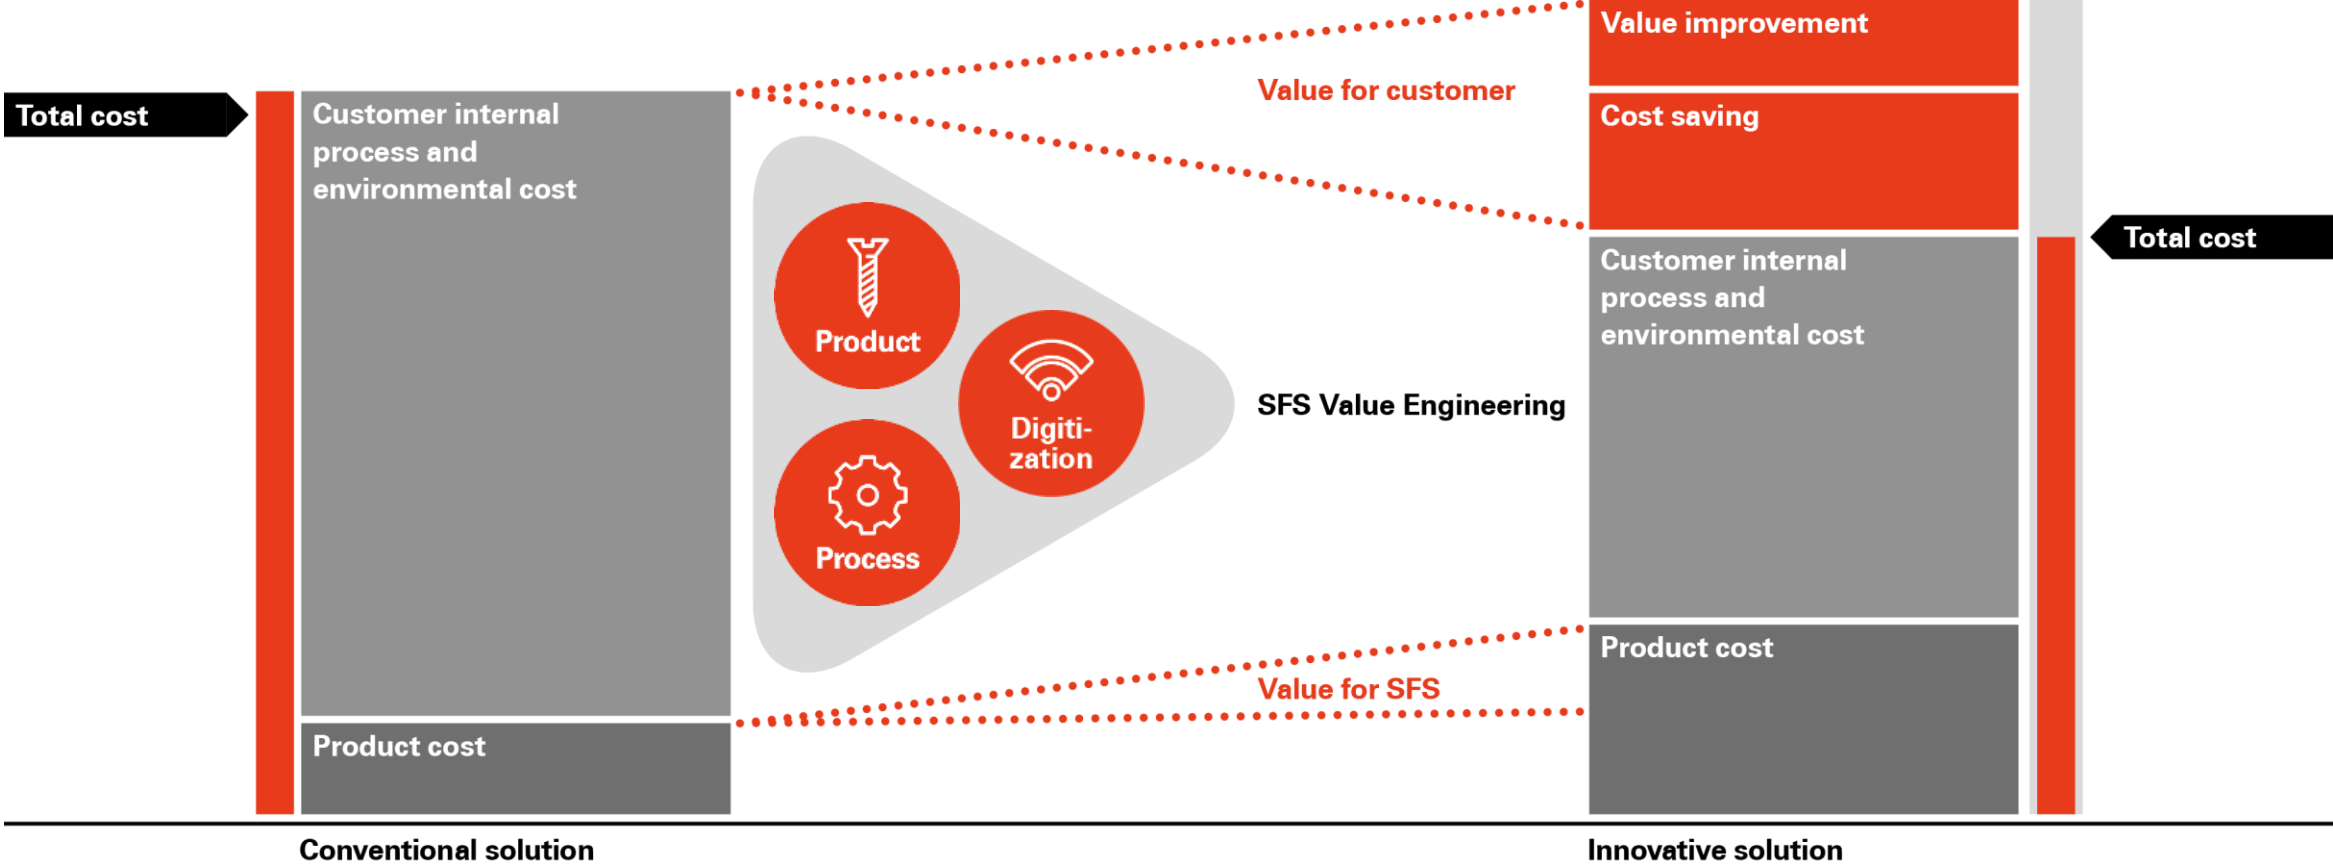 Total cost
Customer internal
process and
environmental cost
Product cost
Conventional solution
Product
Process
Digiti-
zation
Value for customer
SFS Value Engineering
Value for SFS
Value improvement
Cost saving
Customer internal
process and
environmental cost
Product cost
Innovative solution
Total cost